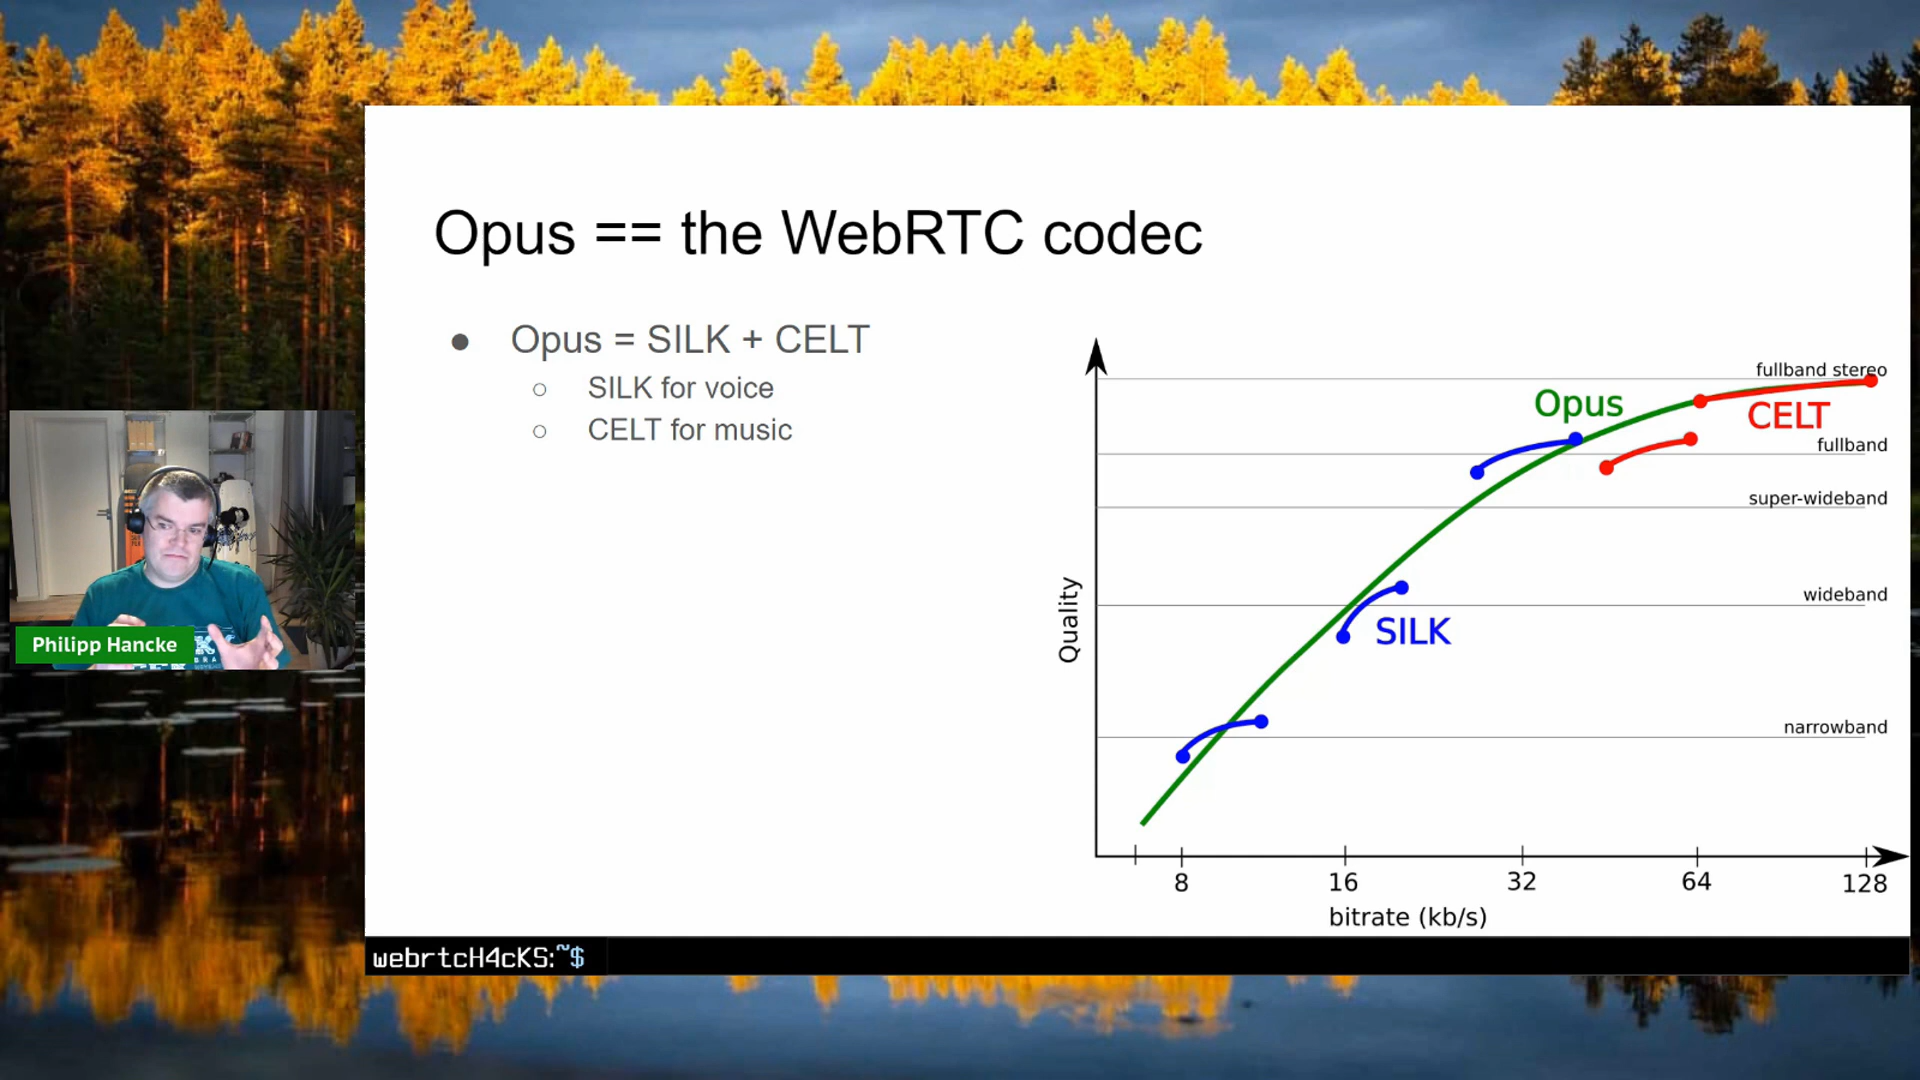 Opus == the WebRTC codec
● Opus = SILK + CELT
○ SILK for voice
○ CELT for music
fullband stereo
Opus
CELT
fullband
super-wideband
wideband
Quality
SILK
narrowband
8 16 32 64 128
bitrate (kb/s)
Philipp Hancke
webrtcH4cKS:~$